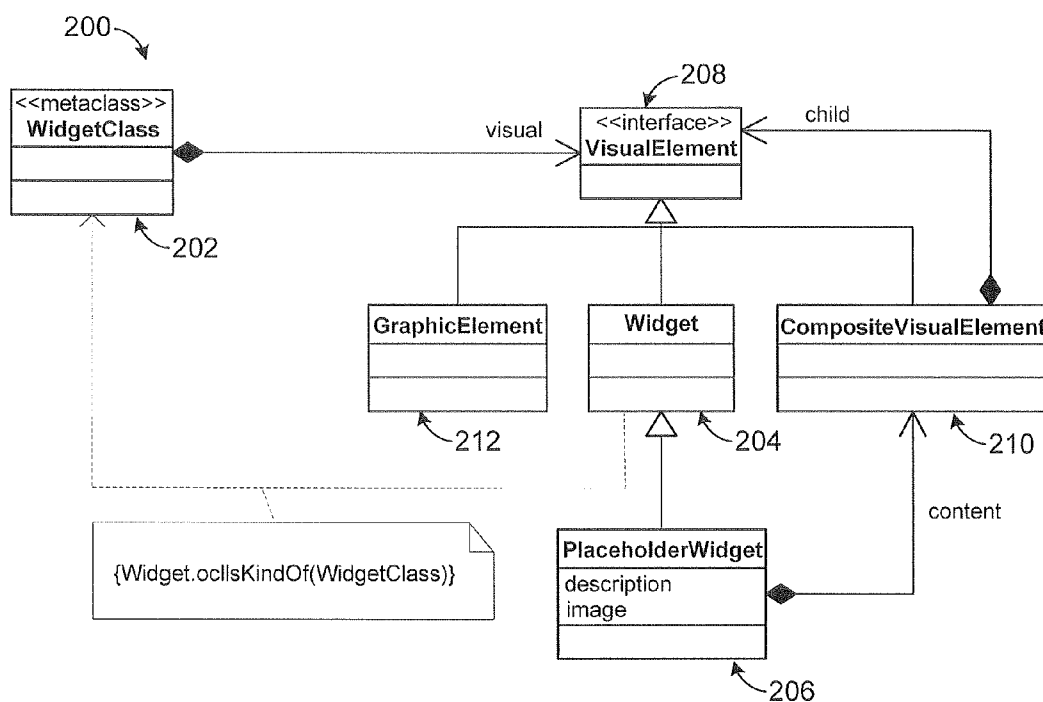 200
<<metaclass>>
WidgetClass
202
208
<<interface>>
VisualElement
visual
child
GraphicElement
212
Widget
204
CompositeVisualElement
210
content
{Widget.oclIsKindOf(WidgetClass)}
PlaceholderWidget
description
image
206